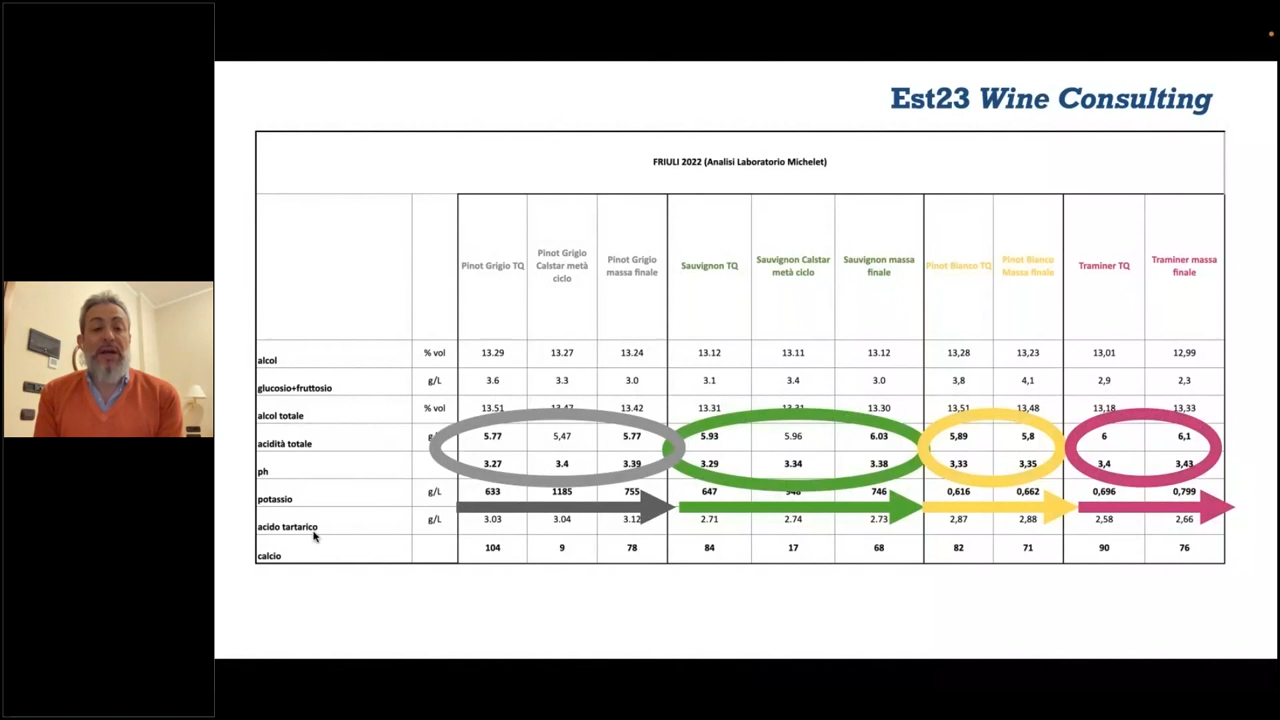 Est23 Wine Consulting
FRIULI 2022 (Analisi Laboratorio Michelet)
Pinot Grigio TQ
Pinot Grigio
Calstar metà
ciclo
Pinot Grigio
massa finale
Sauvignon TQ
Sauvignon Calstar
metà ciclo
Sauvignon massa
finale
Pinot Bianco TQ
Pinot Bianco
Massa finale
Traminer TQ
Traminer massa
finale
alcol % vol 13.29 13.27 13.24 13.12 13.11 13.12 13,28 13,23 13,01 12,99
glucosio+fruttosio g/L 3.6 3.3 3.0 3.1 3.4 3.0 3,8 4,1 2,9 2,3
alcol totale % vol 13.51 13.42 13.31 13.30 13,51 13,48 13,18 13,33
acidità totale 5.77 5,47 5.77 5.93 5.96 6.03 5,89 5,8 6 6,1
ph 3.27 3.4 3.39 3.29 3.34 3.38 3,33 3,35 3,4 3,43
potassio g/L 633 1185 755 647 746 0,616 0,662 0,696 0,799
acido tartarico g/L 3.03 3.04 3.12 2.71 2.74 2.73 2,87 2,88 2,58 2,66
calcio 104 9 78 84 17 68 82 71 90 76